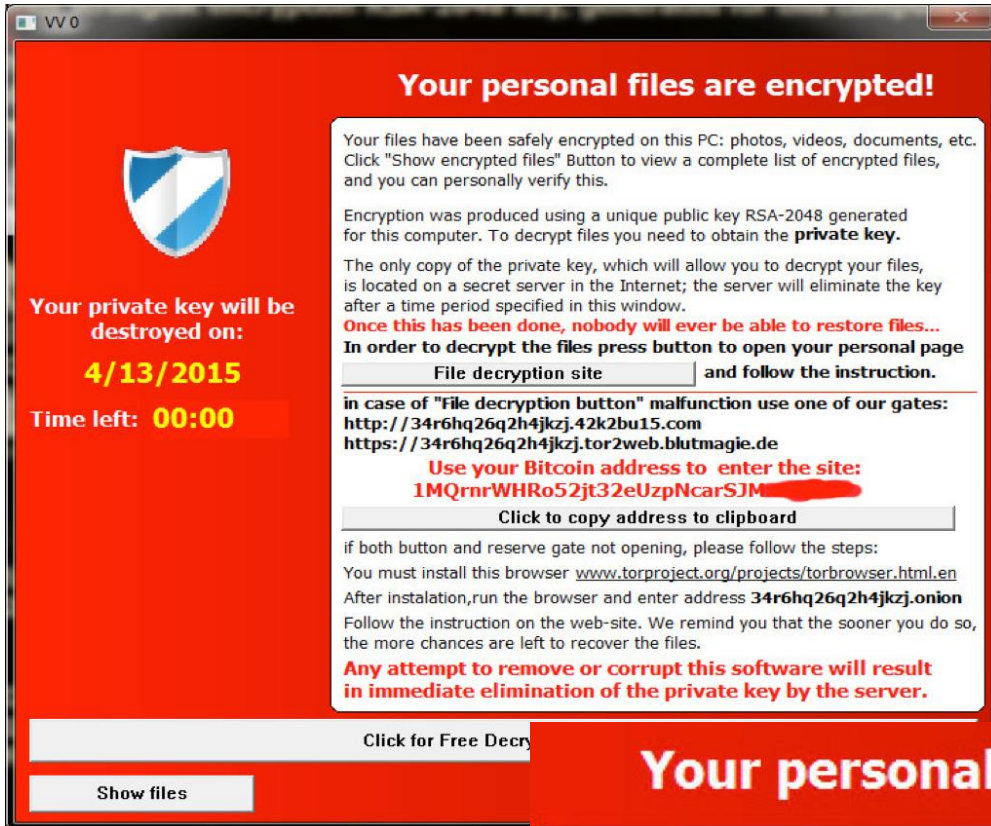 VV 0
Your personal files are encrypted!
Your files have been safely encrypted on this PC: photos, videos, documents, etc.
Click "Show encrypted files" Button to view a complete list of encrypted files,
and you can personally verify this.
Encryption was produced using a unique public key RSA-2048 generated
for this computer. To decrypt files you need to obtain the private key.
The only copy of the private key, which will allow you to decrypt your files,
is located on a secret server in the Internet; the server will eliminate the key
after a time period specified in this window.
Once this has been done, nobody will ever be able to restore files...
In order to decrypt the files press button to open your personal page
File decryption site and follow the instruction.
in case of "File decryption button" malfunction use one of our gates:
http://34r6hq26q2h4jkzj.42k2bu15.com
https://34r6hq26q2h4jkzj.tor2web.blutmagie.de
Use your Bitcoin address to enter the site:
1MQrnrWHRo52jt32eUzpNcarSJM
Click to copy address to clipboard
if both button and reserve gate not opening, please follow the steps:
You must install this browser www.torproject.org/projects/torbrowser.html.en
After instalation,run the browser and enter address 34r6hq26q2h4jkzj.onion
Follow the instruction on the web-site. We remind you that the sooner you do so,
the more chances are left to recover the files.
Any attempt to remove or corrupt this software will result
in immediate elimination of the private key by the server.
Your private key will be
destroyed on:
4/13/2015
Time left: 00:00
Click for Free Decry
Show files
Your personal